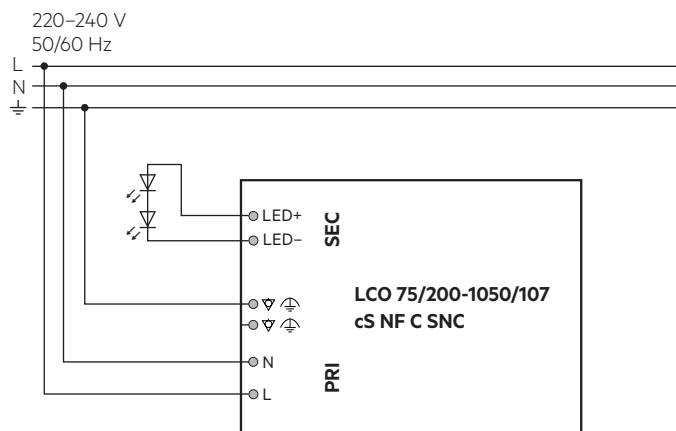 220–240 V
50/60 Hz
L
N
LED+
LED–
SEC
LCO 75/200-1050/107
cS NF C SNC
N
L
PRI